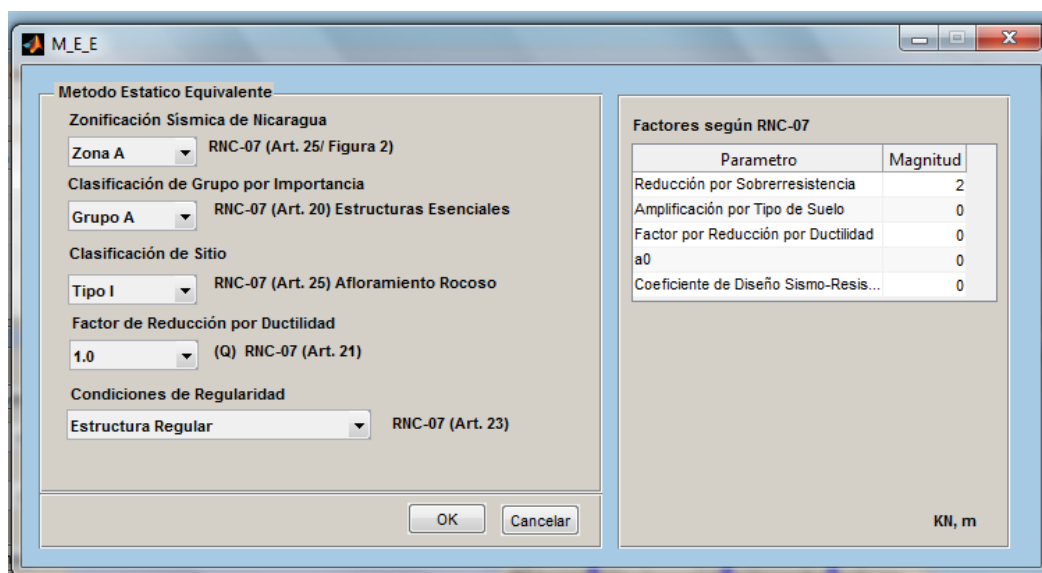 M_E_E
Metodo Estatico Equivalente
Zonificación Sísmica de Nicaragua
Zona A
RNC-07 (Art. 25/ Figura 2)
Clasificación de Grupo por Importancia
Grupo A
RNC-07 (Art. 20) Estructuras Esenciales
Clasificación de Sitio
Tipo I
RNC-07 (Art. 25) Afloramiento Rocoso
Factor de Reducción por Ductilidad
1.0
(Q) RNC-07 (Art. 21)
Condiciones de Regularidad
Estructura Regular
RNC-07 (Art. 23)
OK
Cancelar
Factores según RNC-07
Parametro Magnitud
Reducción por Sobrerresistencia 2
Amplificación por Tipo de Suelo 0
Factor por Reducción por Ductilidad 0
a0 0
Coeficiente de Diseño Sismo-Resis... 0
KN, m